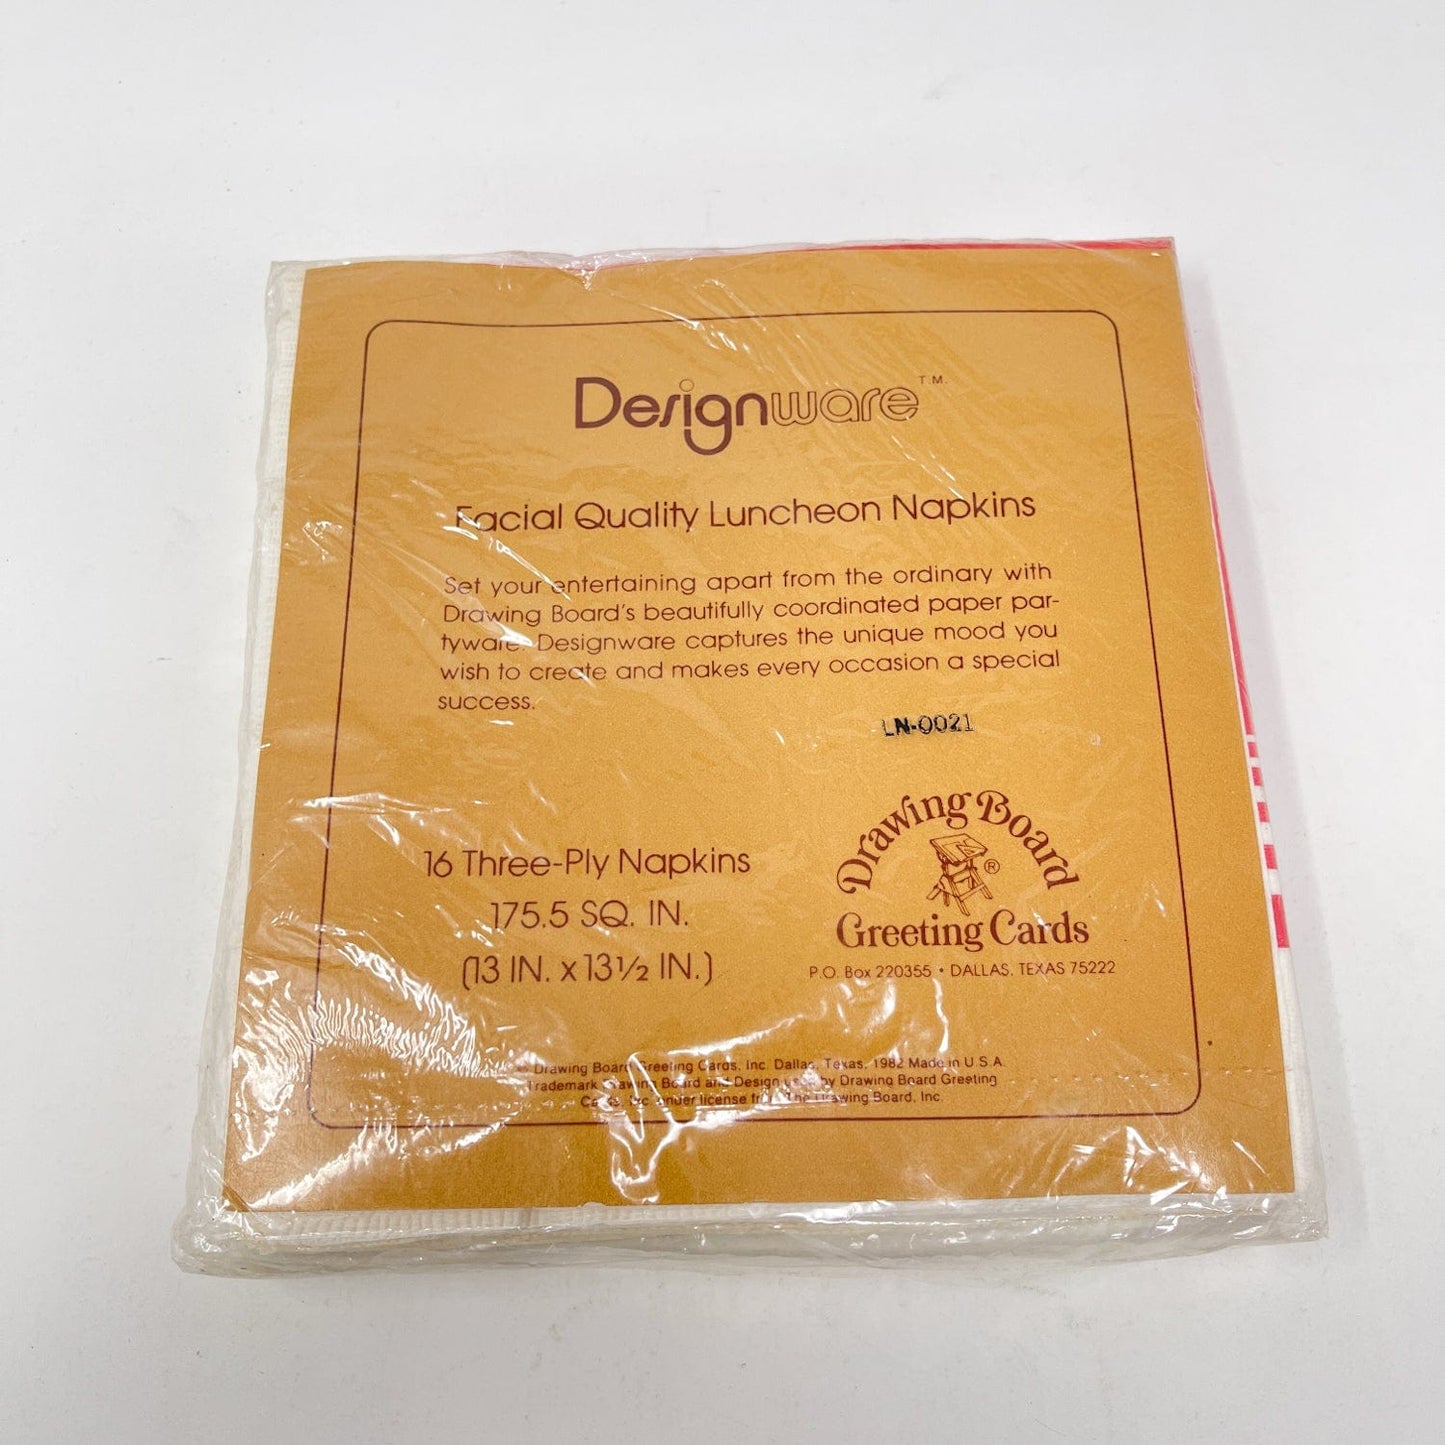 Designware T.M.
Facial Quality Luncheon Napkins
Set your entertaining apart from the ordinary with
Drawing Board's beautifully coordinated paper par-
tyware. Designware captures the unique mood you
wish to create and makes every occasion a special
success.
LN-0021
16 Three-Ply Napkins
175.5 SQ. IN.
(13 IN. x 13½ IN.)
Drawing Board
®
Greeting Cards
P.O. Box 220355 • DALLAS, TEXAS 75222
© Drawing Board Greeting Cards, Inc. Dallas, Texas, 1982 Made in U.S.A.
Trademark Drawing Board and Design used by Drawing Board Greeting
Cards, Inc. under license from The Drawing Board, Inc.